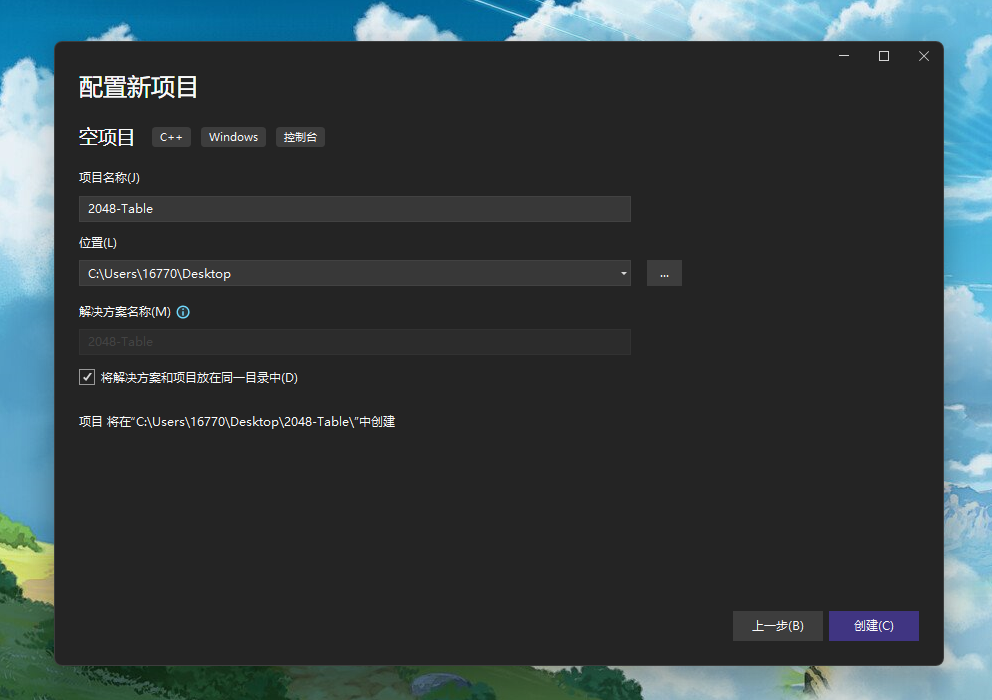 配置新项目
空项目 C++ Windows 控制台
项目名称(J)
2048-Table
位置(L)
C:\Users\16770\Desktop ...
解决方案名称(M)
2048-Table
将解决方案和项目放在同一目录中(D)
项目 将在“C:\Users\16770\Desktop\2048-Table\”中创建
上一步(B) 创建(C)